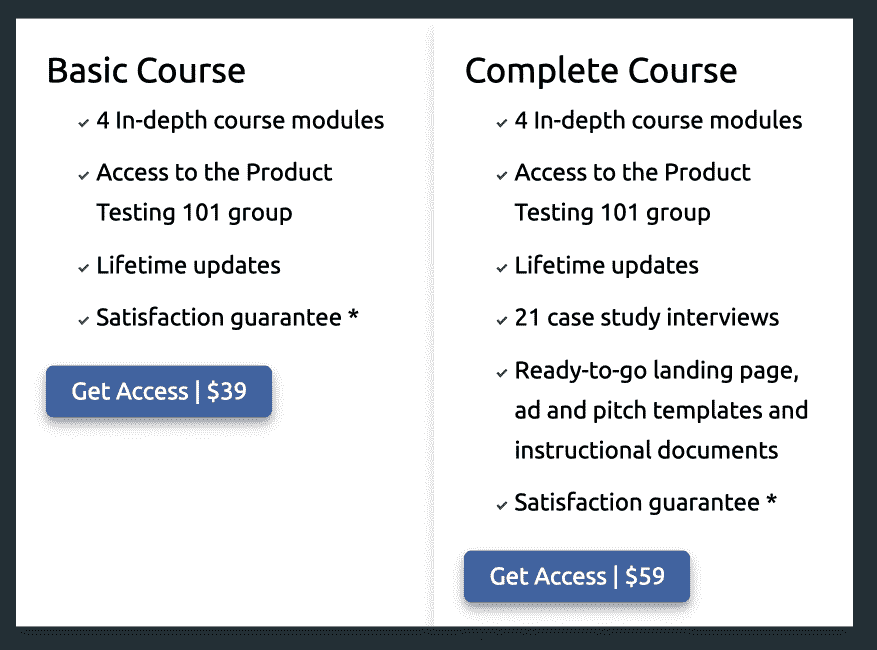 Basic Course
4 In-depth course modules
Access to the Product
Testing 101 group
Lifetime updates
Satisfaction guarantee *
Get Access | $39
Complete Course
4 In-depth course modules
Access to the Product
Testing 101 group
Lifetime updates
21 case study interviews
Ready-to-go landing page,
ad and pitch templates and
instructional documents
Satisfaction guarantee *
Get Access | $59